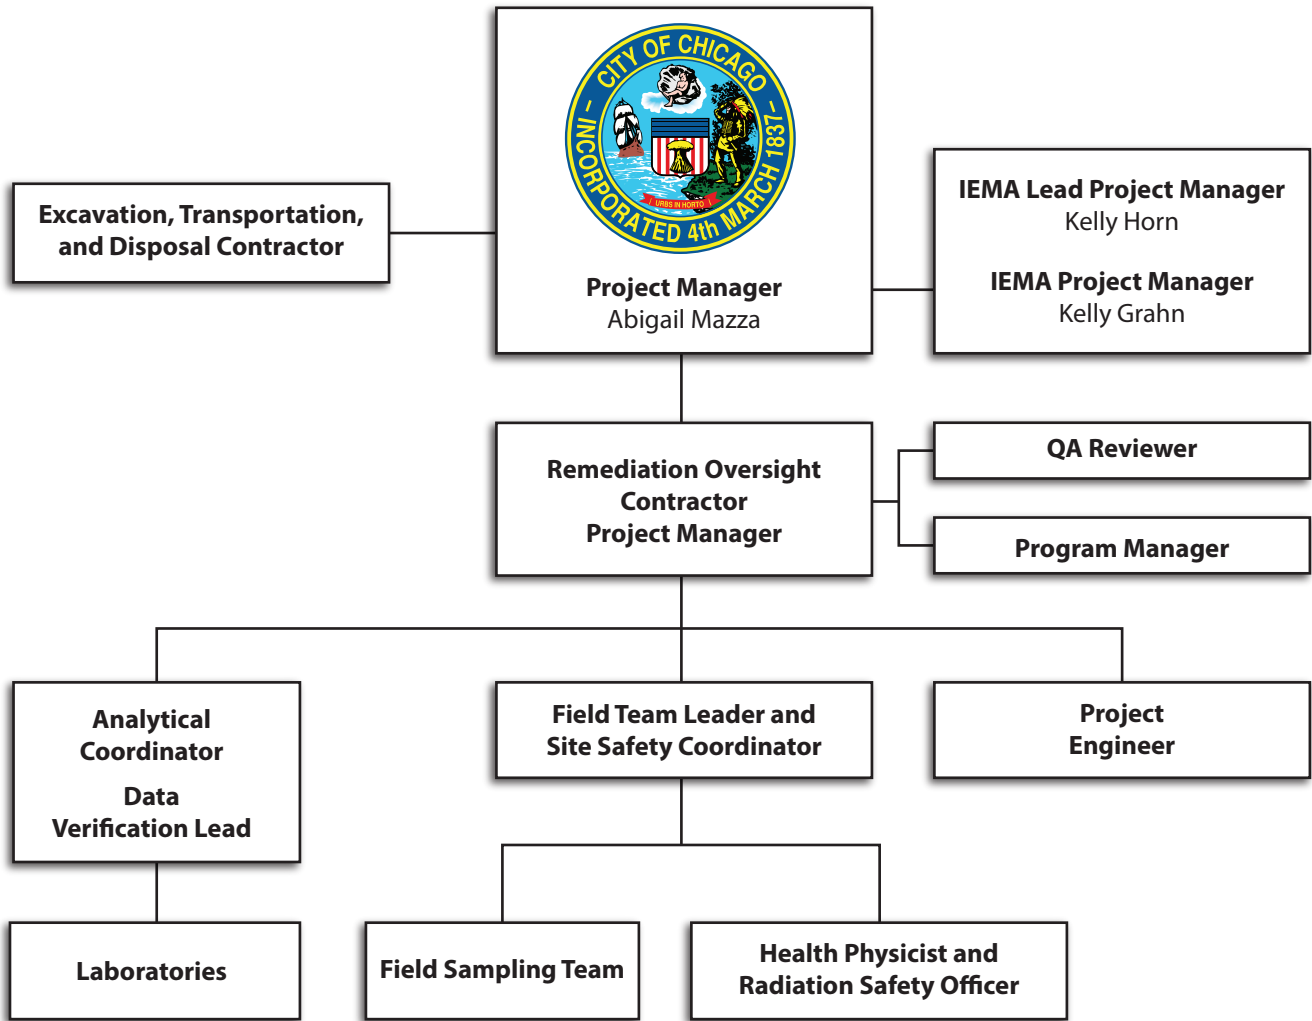 CITY OF CHICAGO
INCORPORATED 4th MARCH 1837
URBS IN HORTO
Project Manager
Abigail Mazza
Excavation, Transportation,
and Disposal Contractor
IEMA Lead Project Manager
Kelly Horn
IEMA Project Manager
Kelly Grahn
Remediation Oversight
Contractor
Project Manager
QA Reviewer
Program Manager
Analytical
Coordinator
Data
Verification Lead
Field Team Leader and
Site Safety Coordinator
Project
Engineer
Laboratories
Field Sampling Team
Health Physicist and
Radiation Safety Officer